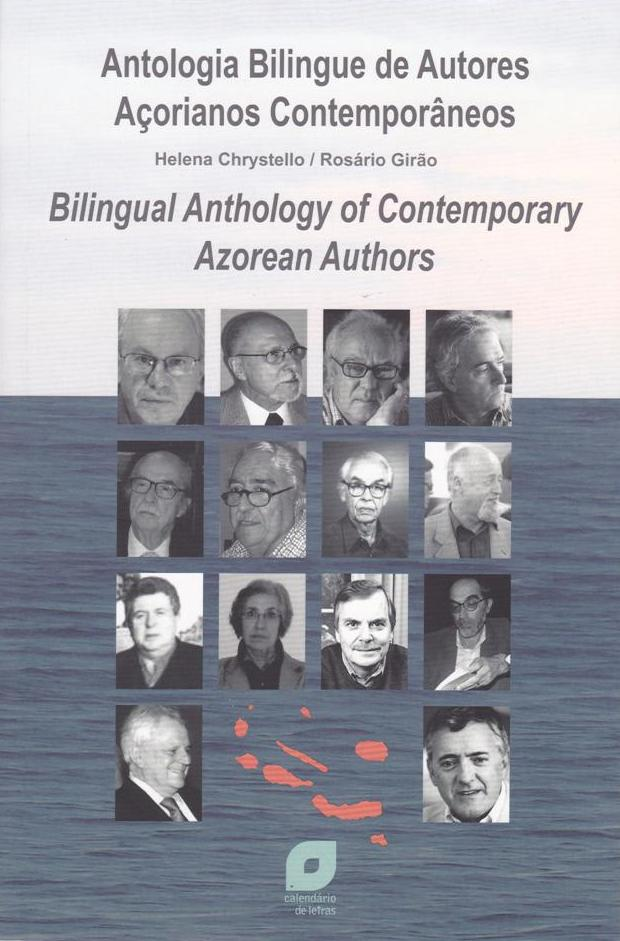 Antologia Bilingue de Autores
Açorianos Contemporâneos
Helena Chrystello / Rosário Girão
Bilingual Anthology of Contemporary
Azorean Authors
calendário
de letras